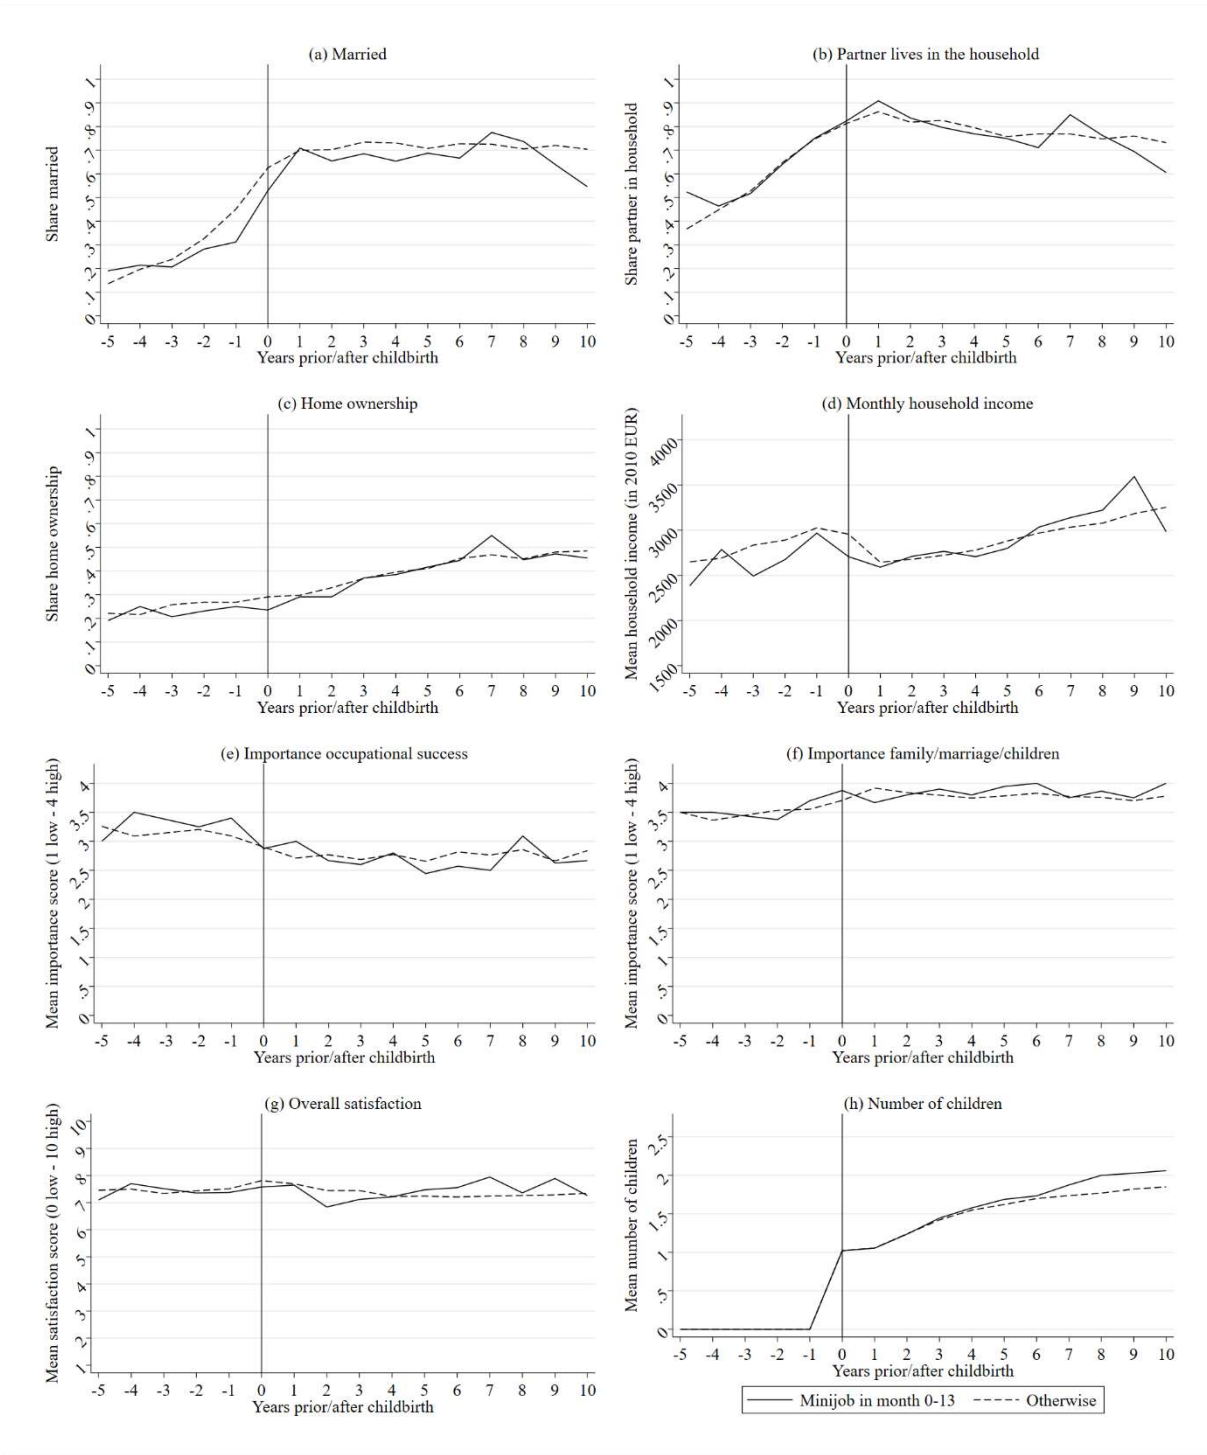 (a) Married
Share married
1
.9
.8
.7
.6
.5
.4
.3
.2
.1
0
-5 -4 -3 -2 -1 0 1 2 3 4 5 6 7 8 9 10
Years prior/after childbirth
(b) Partner lives in the household
Share partner in household
1
.9
.8
.7
.6
.5
.4
.3
.2
.1
0
-5 -4 -3 -2 -1 0 1 2 3 4 5 6 7 8 9 10
Years prior/after childbirth
(c) Home ownership
Share home ownership
1
.9
.8
.7
.6
.5
.4
.3
.2
.1
0
-5 -4 -3 -2 -1 0 1 2 3 4 5 6 7 8 9 10
Years prior/after childbirth
(d) Monthly household income
Mean household income (in 2010 EUR)
4000
3500
3000
2500
2000
1500
-5 -4 -3 -2 -1 0 1 2 3 4 5 6 7 8 9 10
Years prior/after childbirth
(e) Importance occupational success
Mean importance score (1 low - 4 high)
4
3.5
3
2.5
2
1.5
1
.5
0
-5 -4 -3 -2 -1 0 1 2 3 4 5 6 7 8 9 10
Years prior/after childbirth
(f) Importance family/marriage/children
Mean importance score (1 low - 4 high)
4
3.5
3
2.5
2
1.5
1
.5
0
-5 -4 -3 -2 -1 0 1 2 3 4 5 6 7 8 9 10
Years prior/after childbirth
(g) Overall satisfaction
Mean satisfaction score (0 low - 10 high)
10
9
8
7
6
5
4
3
2
1
-5 -4 -3 -2 -1 0 1 2 3 4 5 6 7 8 9 10
Years prior/after childbirth
(h) Number of children
Mean number of children
2.5
2
1.5
1
.5
0
-5 -4 -3 -2 -1 0 1 2 3 4 5 6 7 8 9 10
Years prior/after childbirth
Minijob in month 0-13 Otherwise